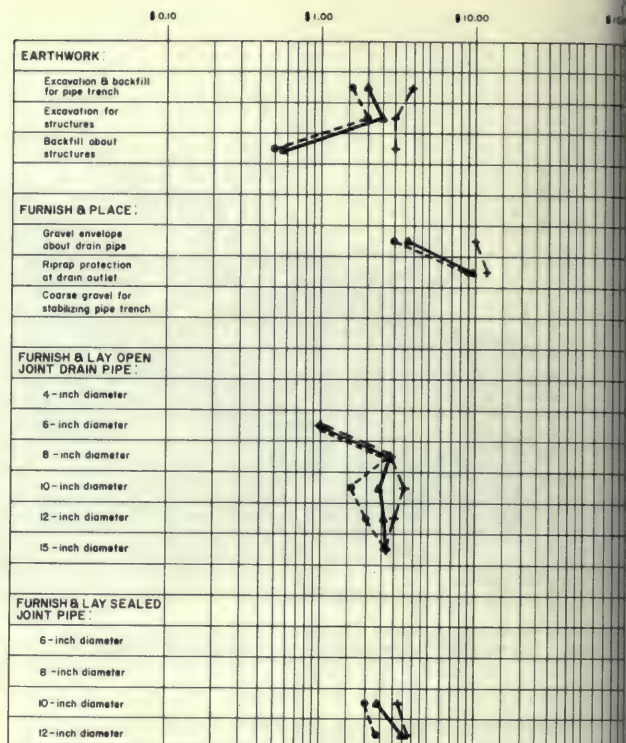 $0.10 $1.00 $10.00
EARTHWORK:
Excavation & backfill
for pipe trench
Excavation for
structures
Backfill about
structures
FURNISH & PLACE:
Gravel envelope
about drain pipe
Riprap protection
at drain outlet
Coarse gravel for
stabilizing pipe trench
FURNISH & LAY OPEN
JOINT DRAIN PIPE:
4-inch diameter
6-inch diameter
8-inch diameter
10-inch diameter
12-inch diameter
15-inch diameter
FURNISH & LAY SEALED
JOINT PIPE:
6-inch diameter
8-inch diameter
10-inch diameter
12-inch diameter